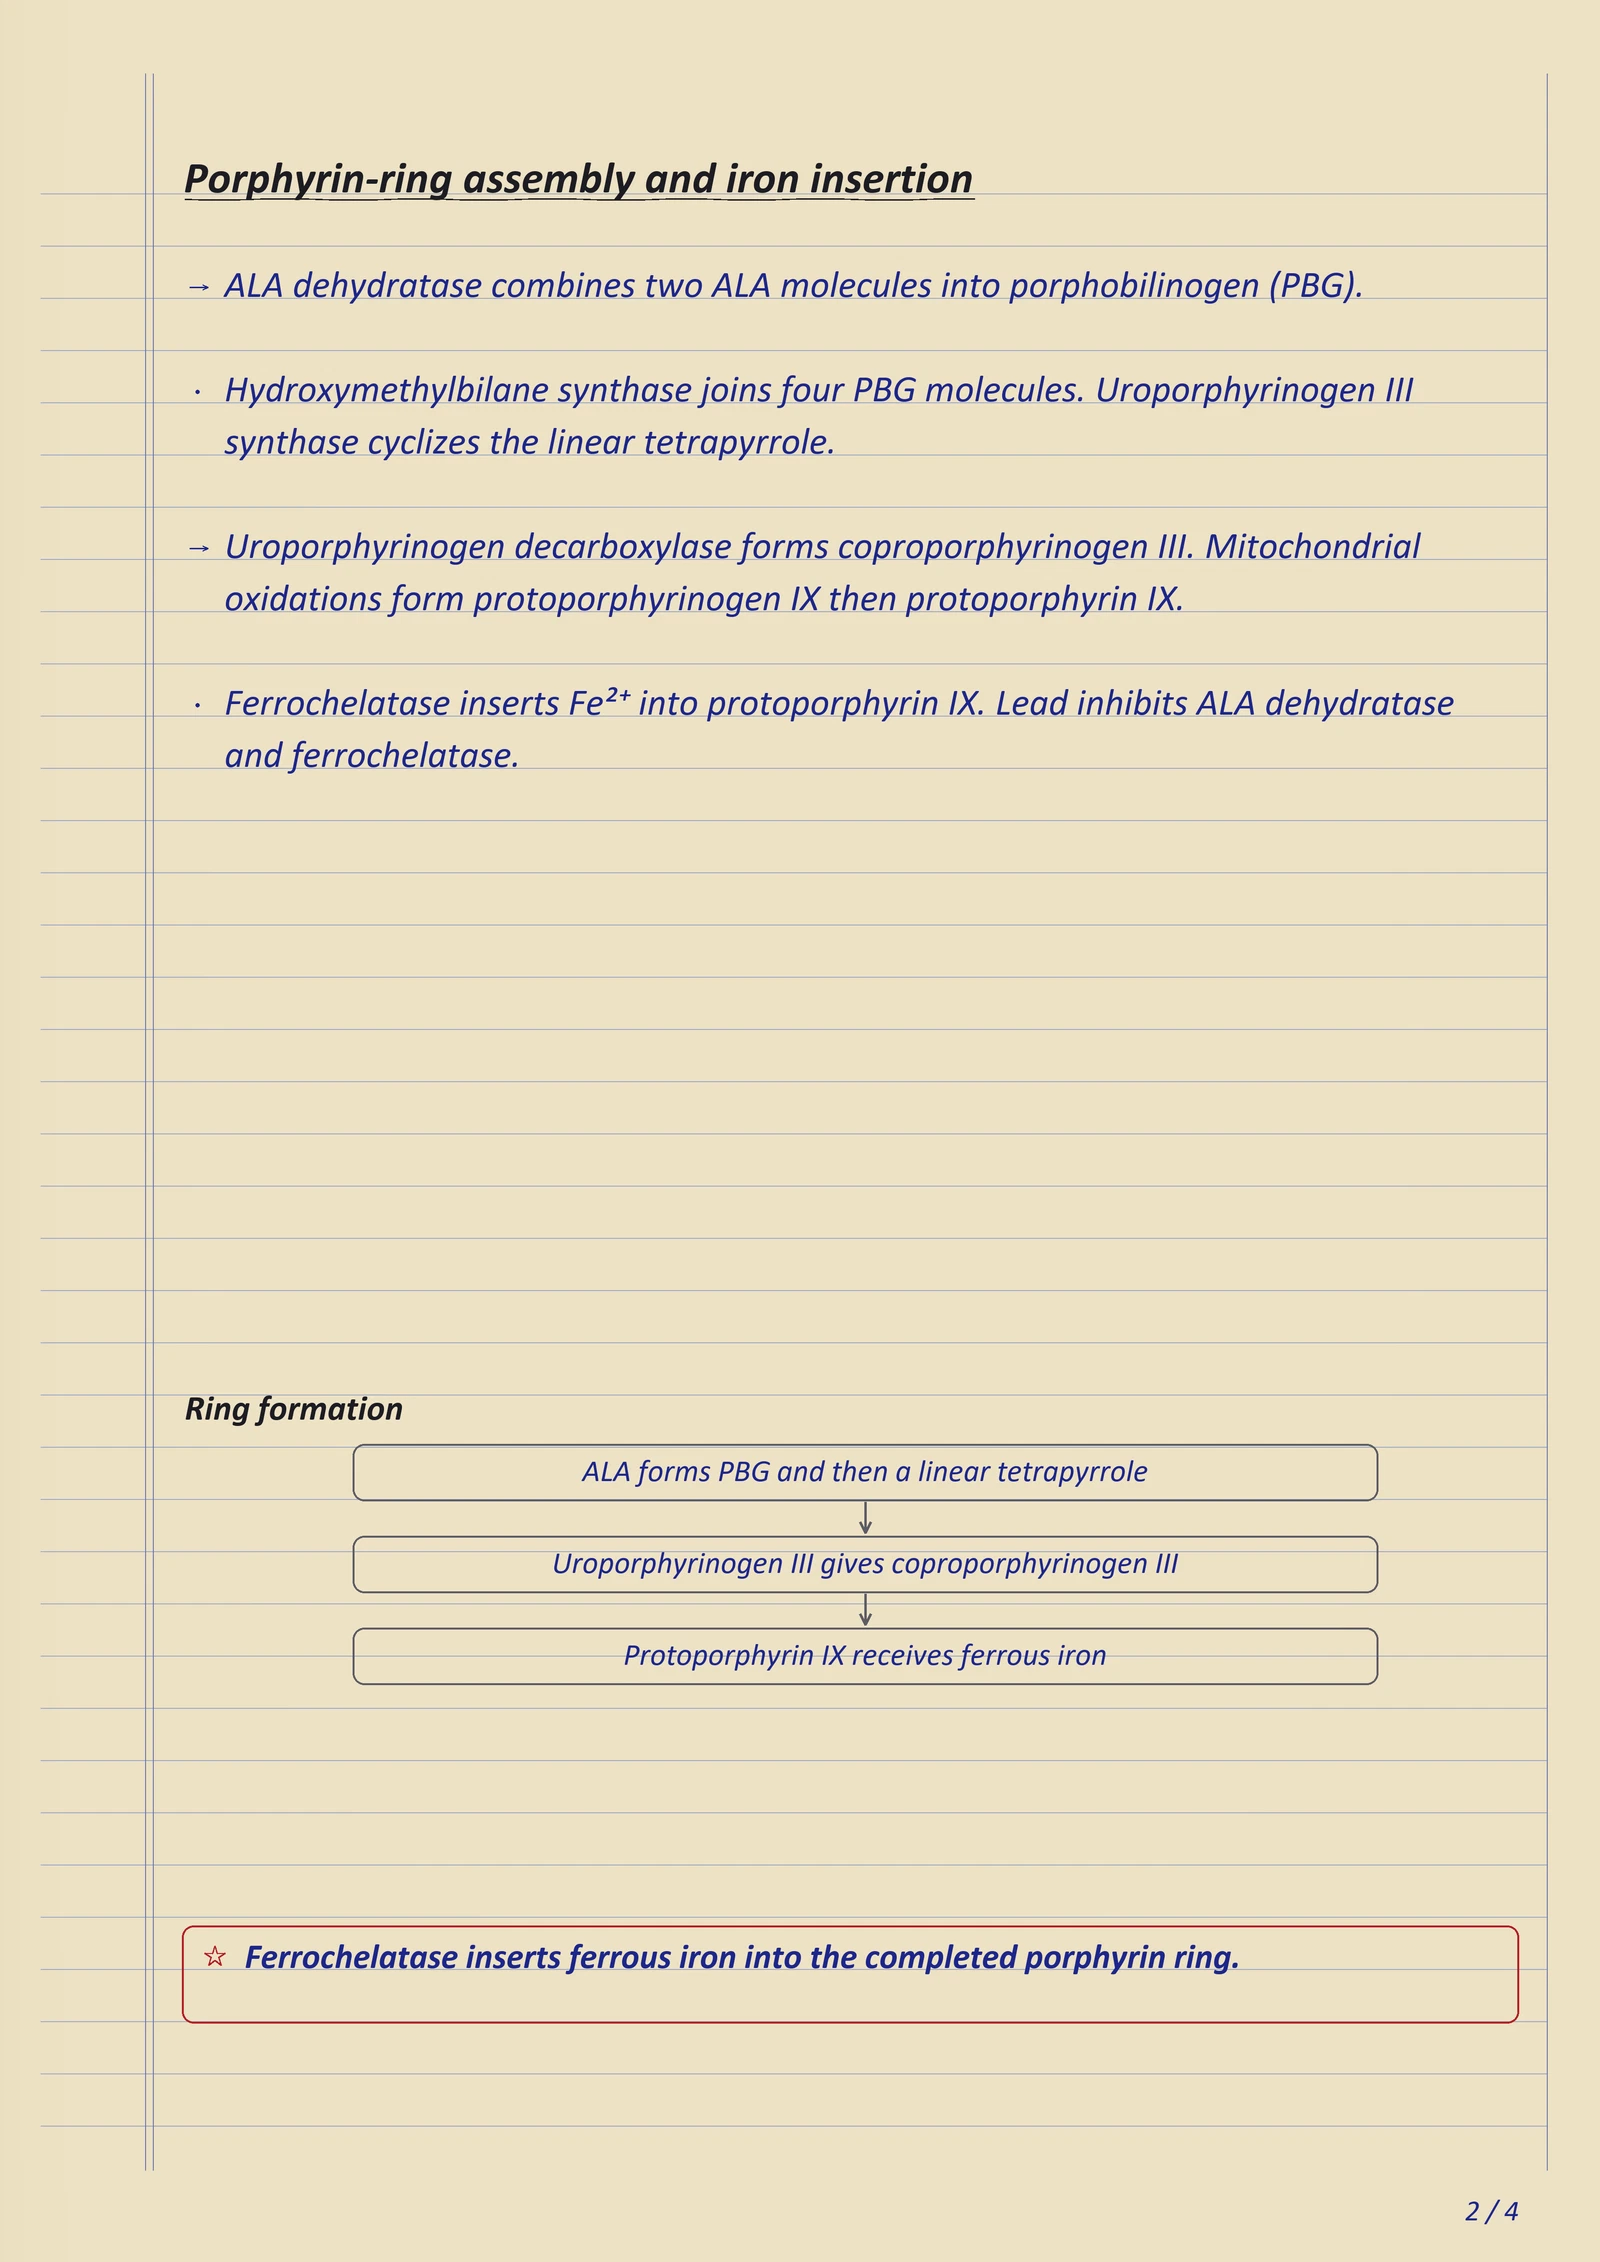 Porphyrin-ring assembly and iron insertion
→ ALA dehydratase combines two ALA molecules into porphobilinogen (PBG).
· Hydroxymethylbilane synthase joins four PBG molecules. Uroporphyrinogen III
synthase cyclizes the linear tetrapyrrole.
→ Uroporphyrinogen decarboxylase forms coproporphyrinogen III. Mitochondrial
oxidations form protoporphyrinogen IX then protoporphyrin IX.
· Ferrochelatase inserts Fe²⁺ into protoporphyrin IX. Lead inhibits ALA dehydratase
and ferrochelatase.
Ring formation
ALA forms PBG and then a linear tetrapyrrole
Uroporphyrinogen III gives coproporphyrinogen III
Protoporphyrin IX receives ferrous iron
☆ Ferrochelatase inserts ferrous iron into the completed porphyrin ring.
2 / 4